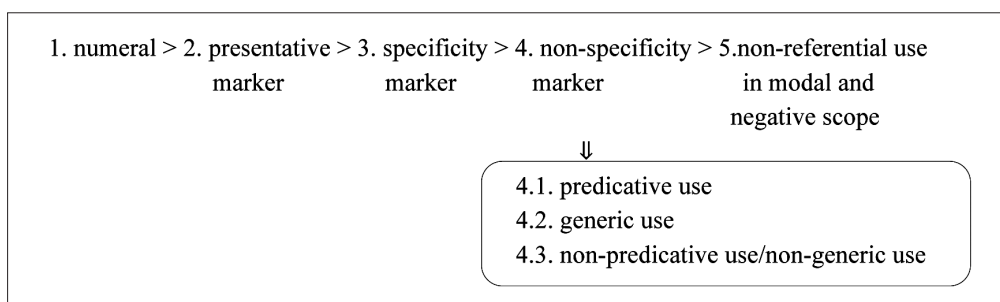 1. numeral > 2. presentative > 3. specificity > 4. non-specificity > 5.non-referential use
marker marker marker in modal and
negative scope
⇓
4.1. predicative use
4.2. generic use
4.3. non-predicative use/non-generic use